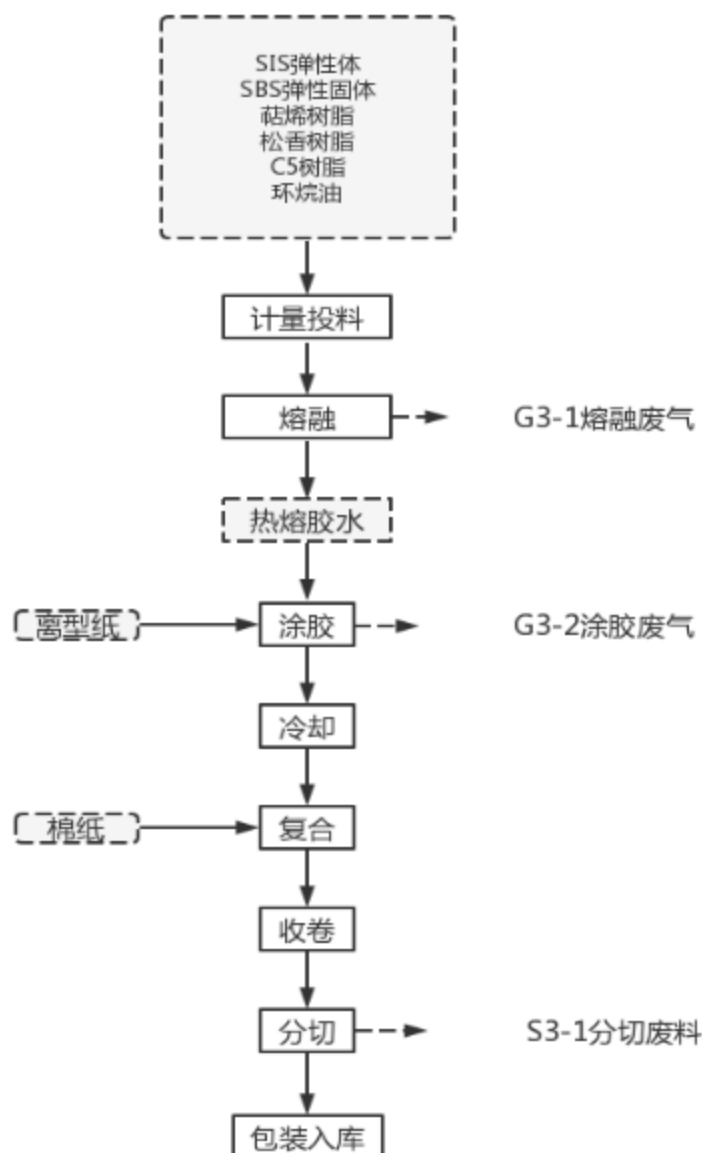 SIS弹性体
SBS弹性固体
萜烯树脂
松香树脂
C5树脂
环烷油
计量投料
熔融
G3-1熔融废气
热熔胶水
离型纸
涂胶
G3-2涂胶废气
冷却
棉纸
复合
收卷
分切
S3-1分切废料
包装入库